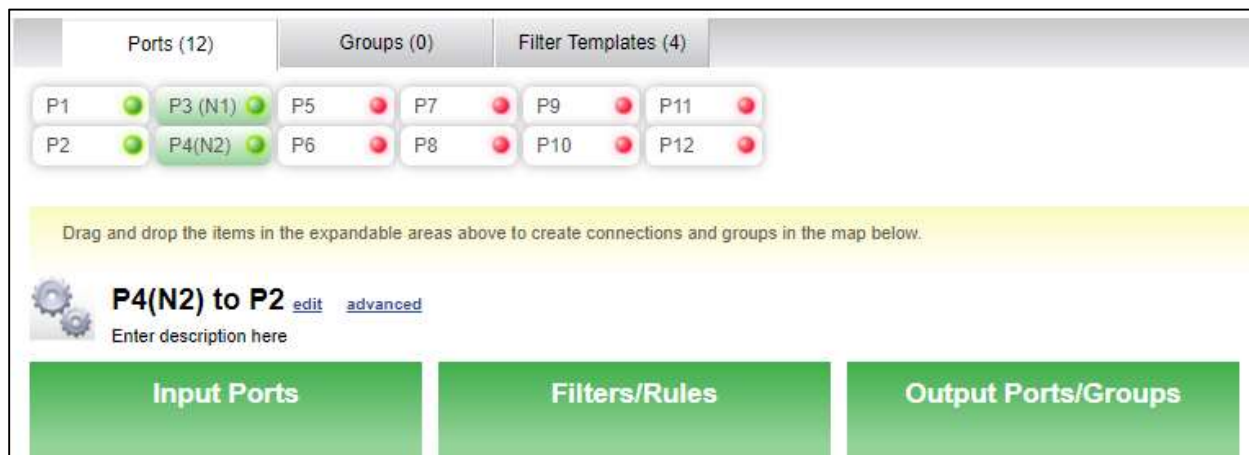 Ports (12) Groups (0) Filter Templates (4)
P1 P3 (N1) P5 P7 P9 P11
P2 P4(N2) P6 P8 P10 P12
Drag and drop the items in the expandable areas above to create connections and groups in the map below.
P4(N2) to P2 edit advanced
Enter description here
Input Ports Filters/Rules Output Ports/Groups